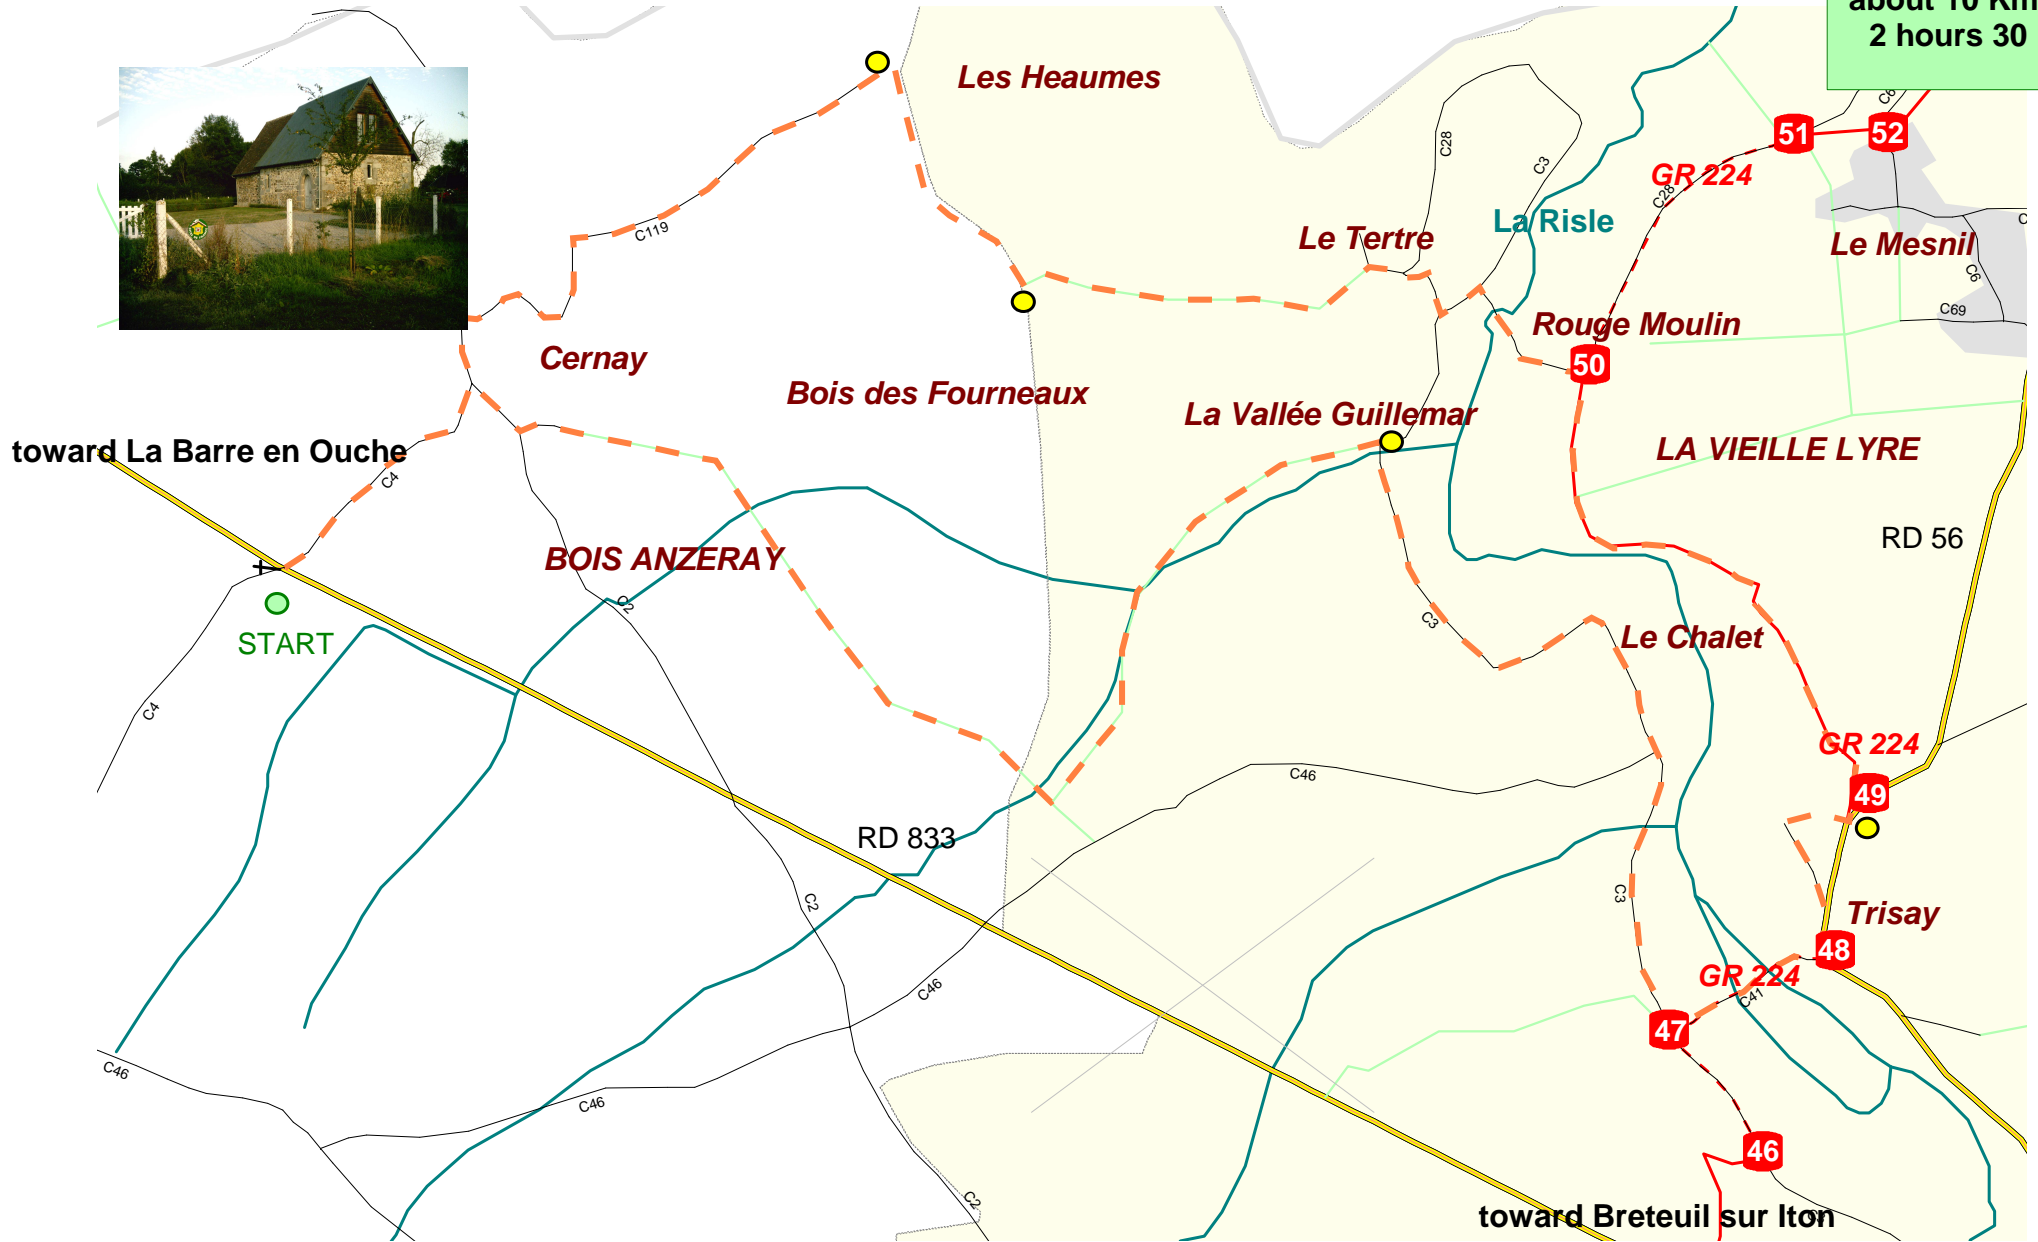 about 10 Km
2 hours 30
Les Heaumes
C6
51
52
C28
C3
GR 224
C28
La Risle
C119
Le Tertre
Le Mesnil
C6
C69
Rouge Moulin
50
Cernay
Bois des Fourneaux
La Vallée Guillemar
toward La Barre en Ouche
LA VIEILLE LYRE
C4
RD 56
BOIS ANZERAY
C2
C3
START
Le Chalet
C4
GR 224
C46
49
RD 833
C2
C3
Trisay
48
GR 224
C46
C41
47
C46
C46
46
C2
toward Breteuil sur Iton